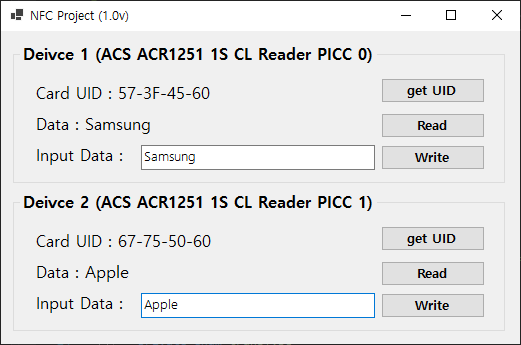 NFC Project (1.0v)
Deivce 1 (ACS ACR1251 1S CL Reader PICC 0)
Card UID : 57-3F-45-60
get UID
Data : Samsung
Read
Input Data :
Samsung
Write
Deivce 2 (ACS ACR1251 1S CL Reader PICC 1)
Card UID : 67-75-50-60
get UID
Data : Apple
Read
Input Data :
Apple
Write